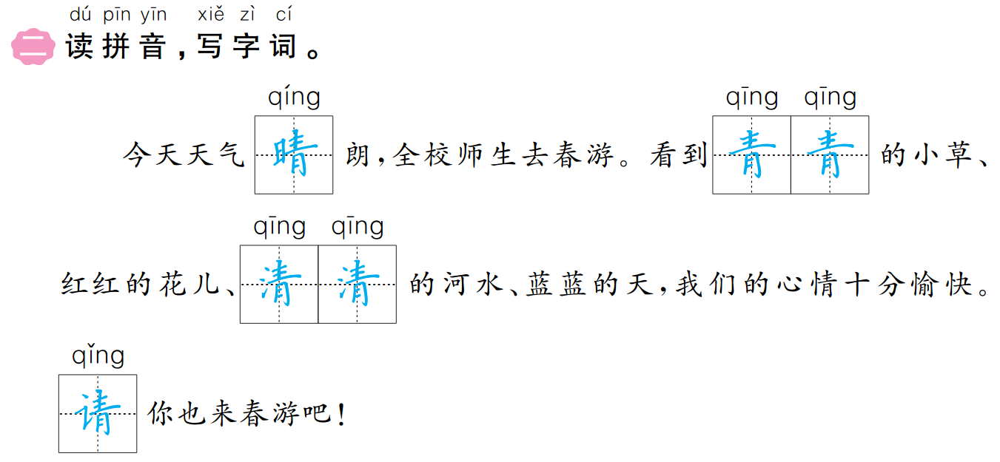 dú pīn yīn xiě zì cí
二 读拼音，写字词。
qíng qīng qīng
今天天气晴朗，全校师生去春游。看到青青的小草、
qīng qīng
红红的花儿、清清的河水、蓝蓝的天，我们的心情十分愉快。
qǐng
请你也来春游吧！